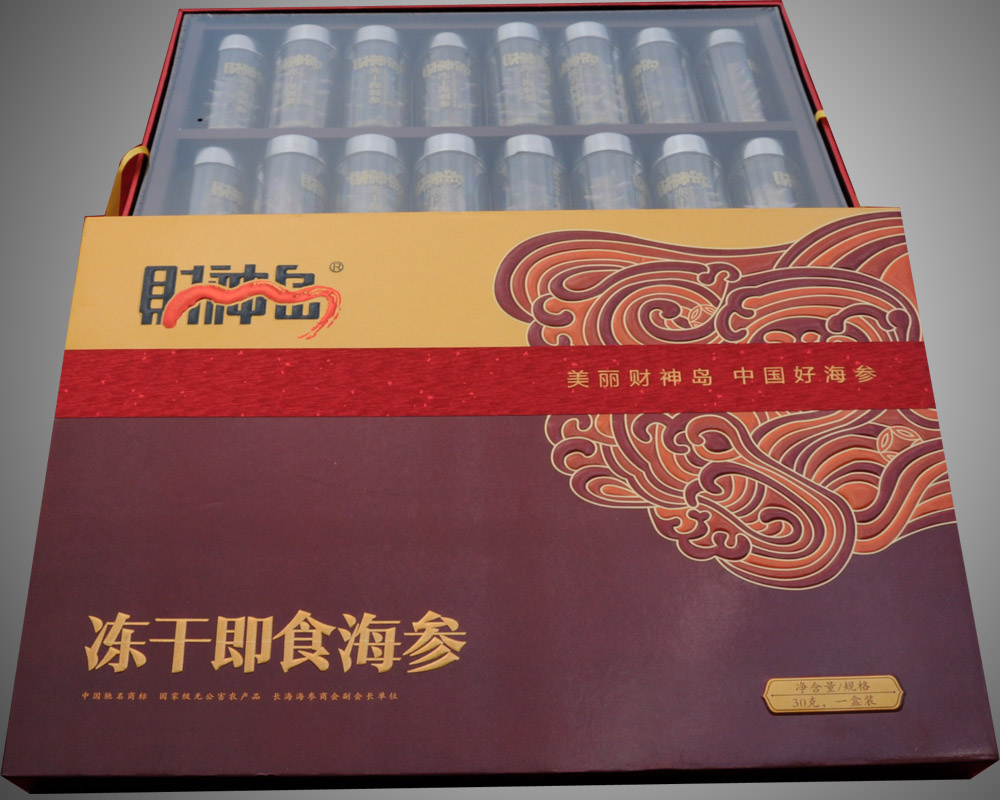 財神岛®
美丽财神岛 中国好海参
冻干即食海参
中国驰名商标 国家级无公害农产品 长海海参商会副会长单位
净含量/规格
30克,一盒装